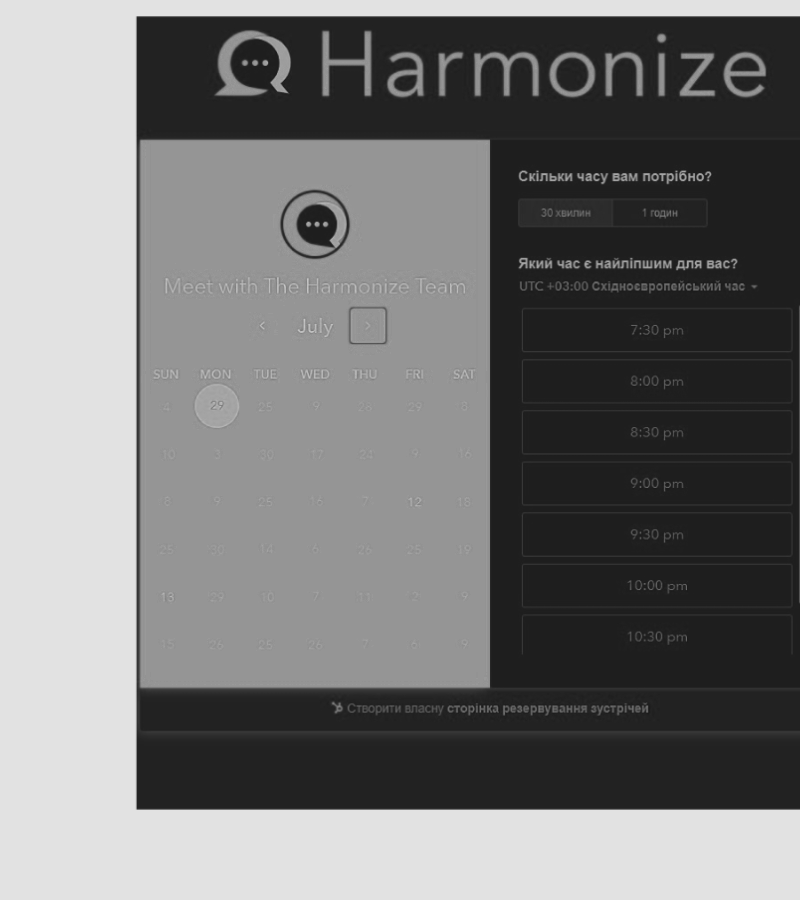 Harmonize
Meet with The Harmonize Team
‹ July ›
SUN MON TUE WED THU FRI SAT
4 29 25 9 28 29
10 3 30 17 24 9 16
8 9 25 16 7 12 18
25 30 14 6 26 25 19
13 29 10 7 11 2 9
15 26 25 26 7 6 9
Скільки часу вам потрібно?
30 хвилин 1 годин
Який час є найліпшим для вас?
UTC +03:00 Східноєвропейський час
7:30 pm
8:00 pm
8:30 pm
9:00 pm
9:30 pm
10:00 pm
10:30 pm
Створити власну сторінка резервування зустрічей